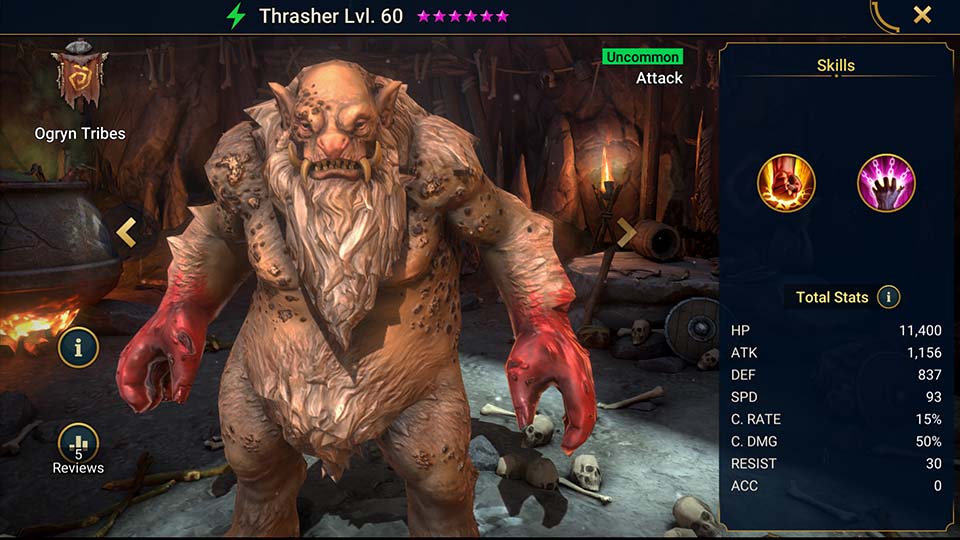 Thrasher Lvl. 60
Ogryn Tribes
Uncommon
Attack
5
Reviews
Skills
Total Stats
HP 11,400
ATK 1,156
DEF 837
SPD 93
C. RATE 15%
C. DMG 50%
RESIST 30
ACC 0